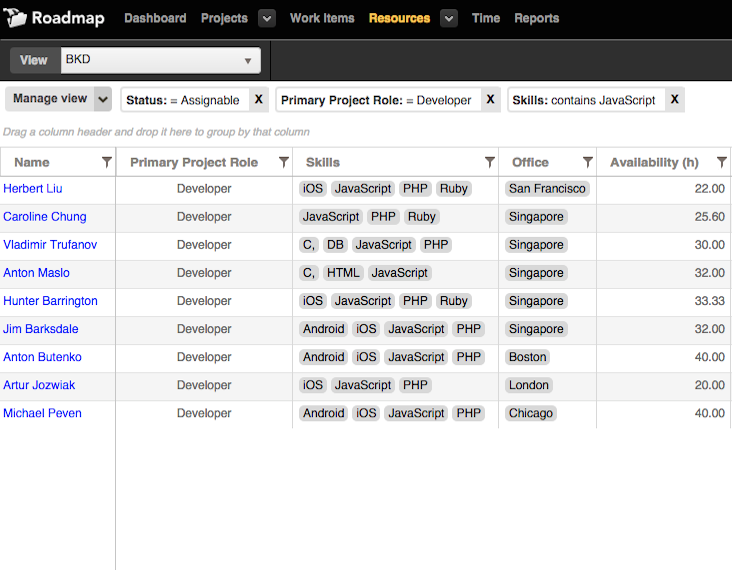 Roadmap Dashboard Projects Work Items Resources Time Reports
View BKD
Manage view Status: = Assignable X Primary Project Role: = Developer X Skills: contains JavaScript X
Drag a column header and drop it here to group by that column
Name Primary Project Role Skills Office Availability (h)
Herbert Liu Developer iOS JavaScript PHP Ruby San Francisco 22.00
Caroline Chung Developer JavaScript PHP Ruby Singapore 25.60
Vladimir Trufanov Developer C, DB JavaScript PHP Singapore 30.00
Anton Maslo Developer C, HTML JavaScript Singapore 32.00
Hunter Barrington Developer iOS JavaScript PHP Ruby Singapore 33.33
Jim Barksdale Developer Android iOS JavaScript PHP Singapore 32.00
Anton Butenko Developer Android iOS JavaScript PHP Boston 40.00
Artur Jozwiak Developer iOS JavaScript PHP London 20.00
Michael Peven Developer Android iOS JavaScript PHP Chicago 40.00